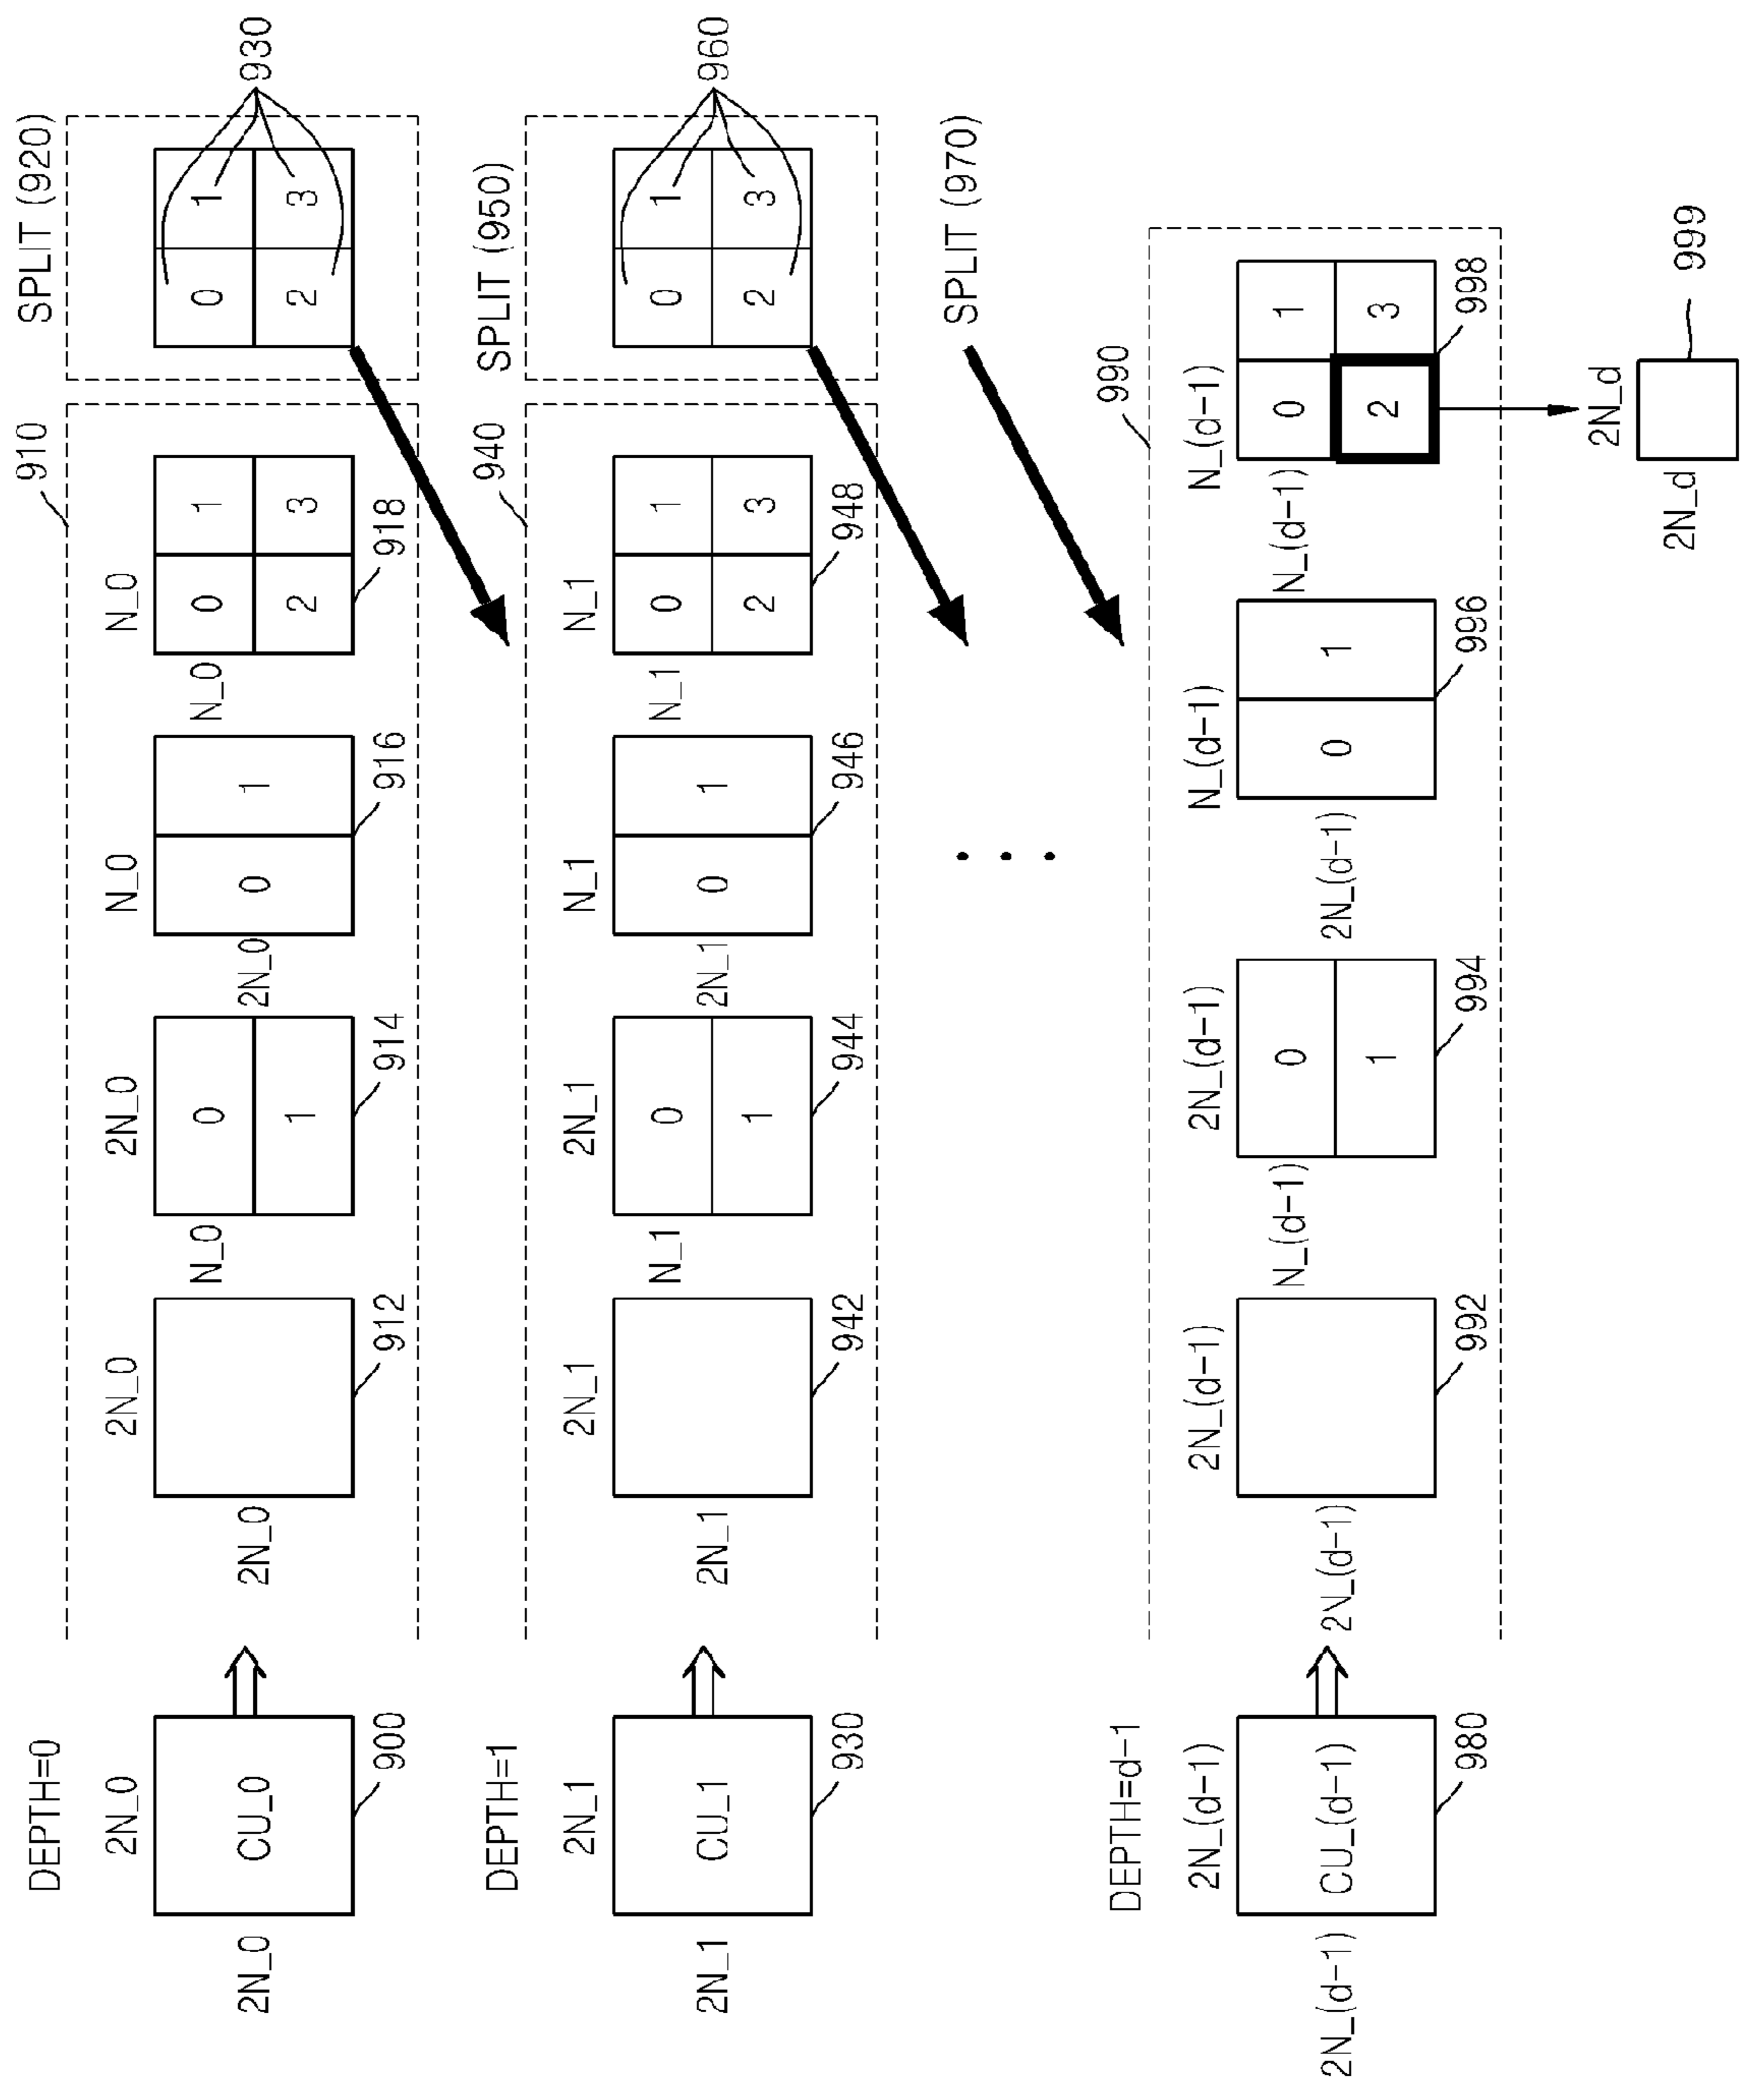 DEPTH=0
910
SPLIT (920)
2N_0
2N_0
2N_0
N_0
N_0
2N_0
CU_0
2N_0
N_0
0
1
2N_0
0
1
N_0
0
1
2
3
0
1
2
3
930
900
912
914
916
918
DEPTH=1
940
SPLIT (950)
2N_1
2N_1
2N_1
N_1
N_1
2N_1
CU_1
2N_1
N_1
0
1
2N_1
0
1
N_1
0
1
2
3
0
1
2
3
960
930
942
944
946
948
SPLIT (970)
DEPTH=d-1
990
2N_(d-1)
2N_(d-1)
2N_(d-1)
N_(d-1)
N_(d-1)
2N_(d-1)
CU_(d-1)
2N_(d-1)
N_(d-1)
0
1
2N_(d-1)
0
1
N_(d-1)
0
1
2
3
980
992
994
996
998
2N_d
2N_d
999